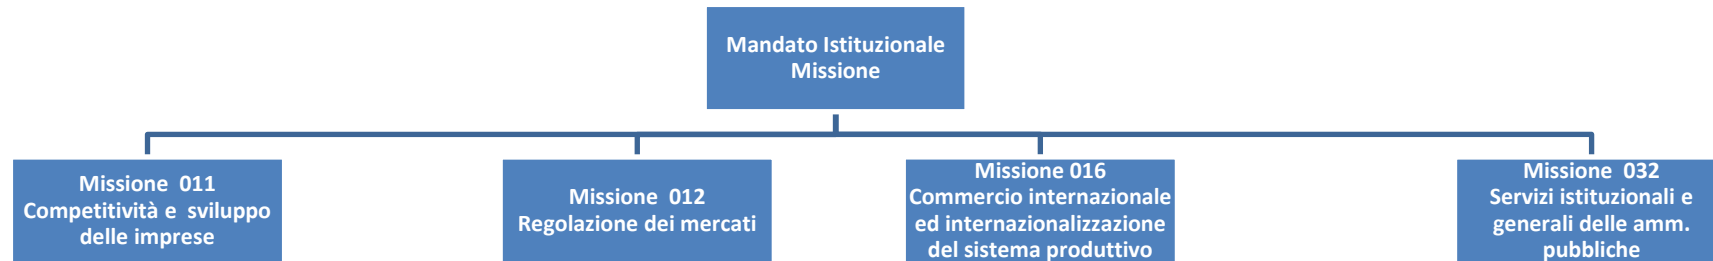 Mandato Istituzionale
Missione
Missione  011
Competitività e  sviluppo
delle imprese
Missione  012
Regolazione dei mercati
Missione 016
Commercio internazionale
ed internazionalizzazione
del sistema produttivo
Missione  032
Servizi istituzionali e
generali delle amm.
pubbliche